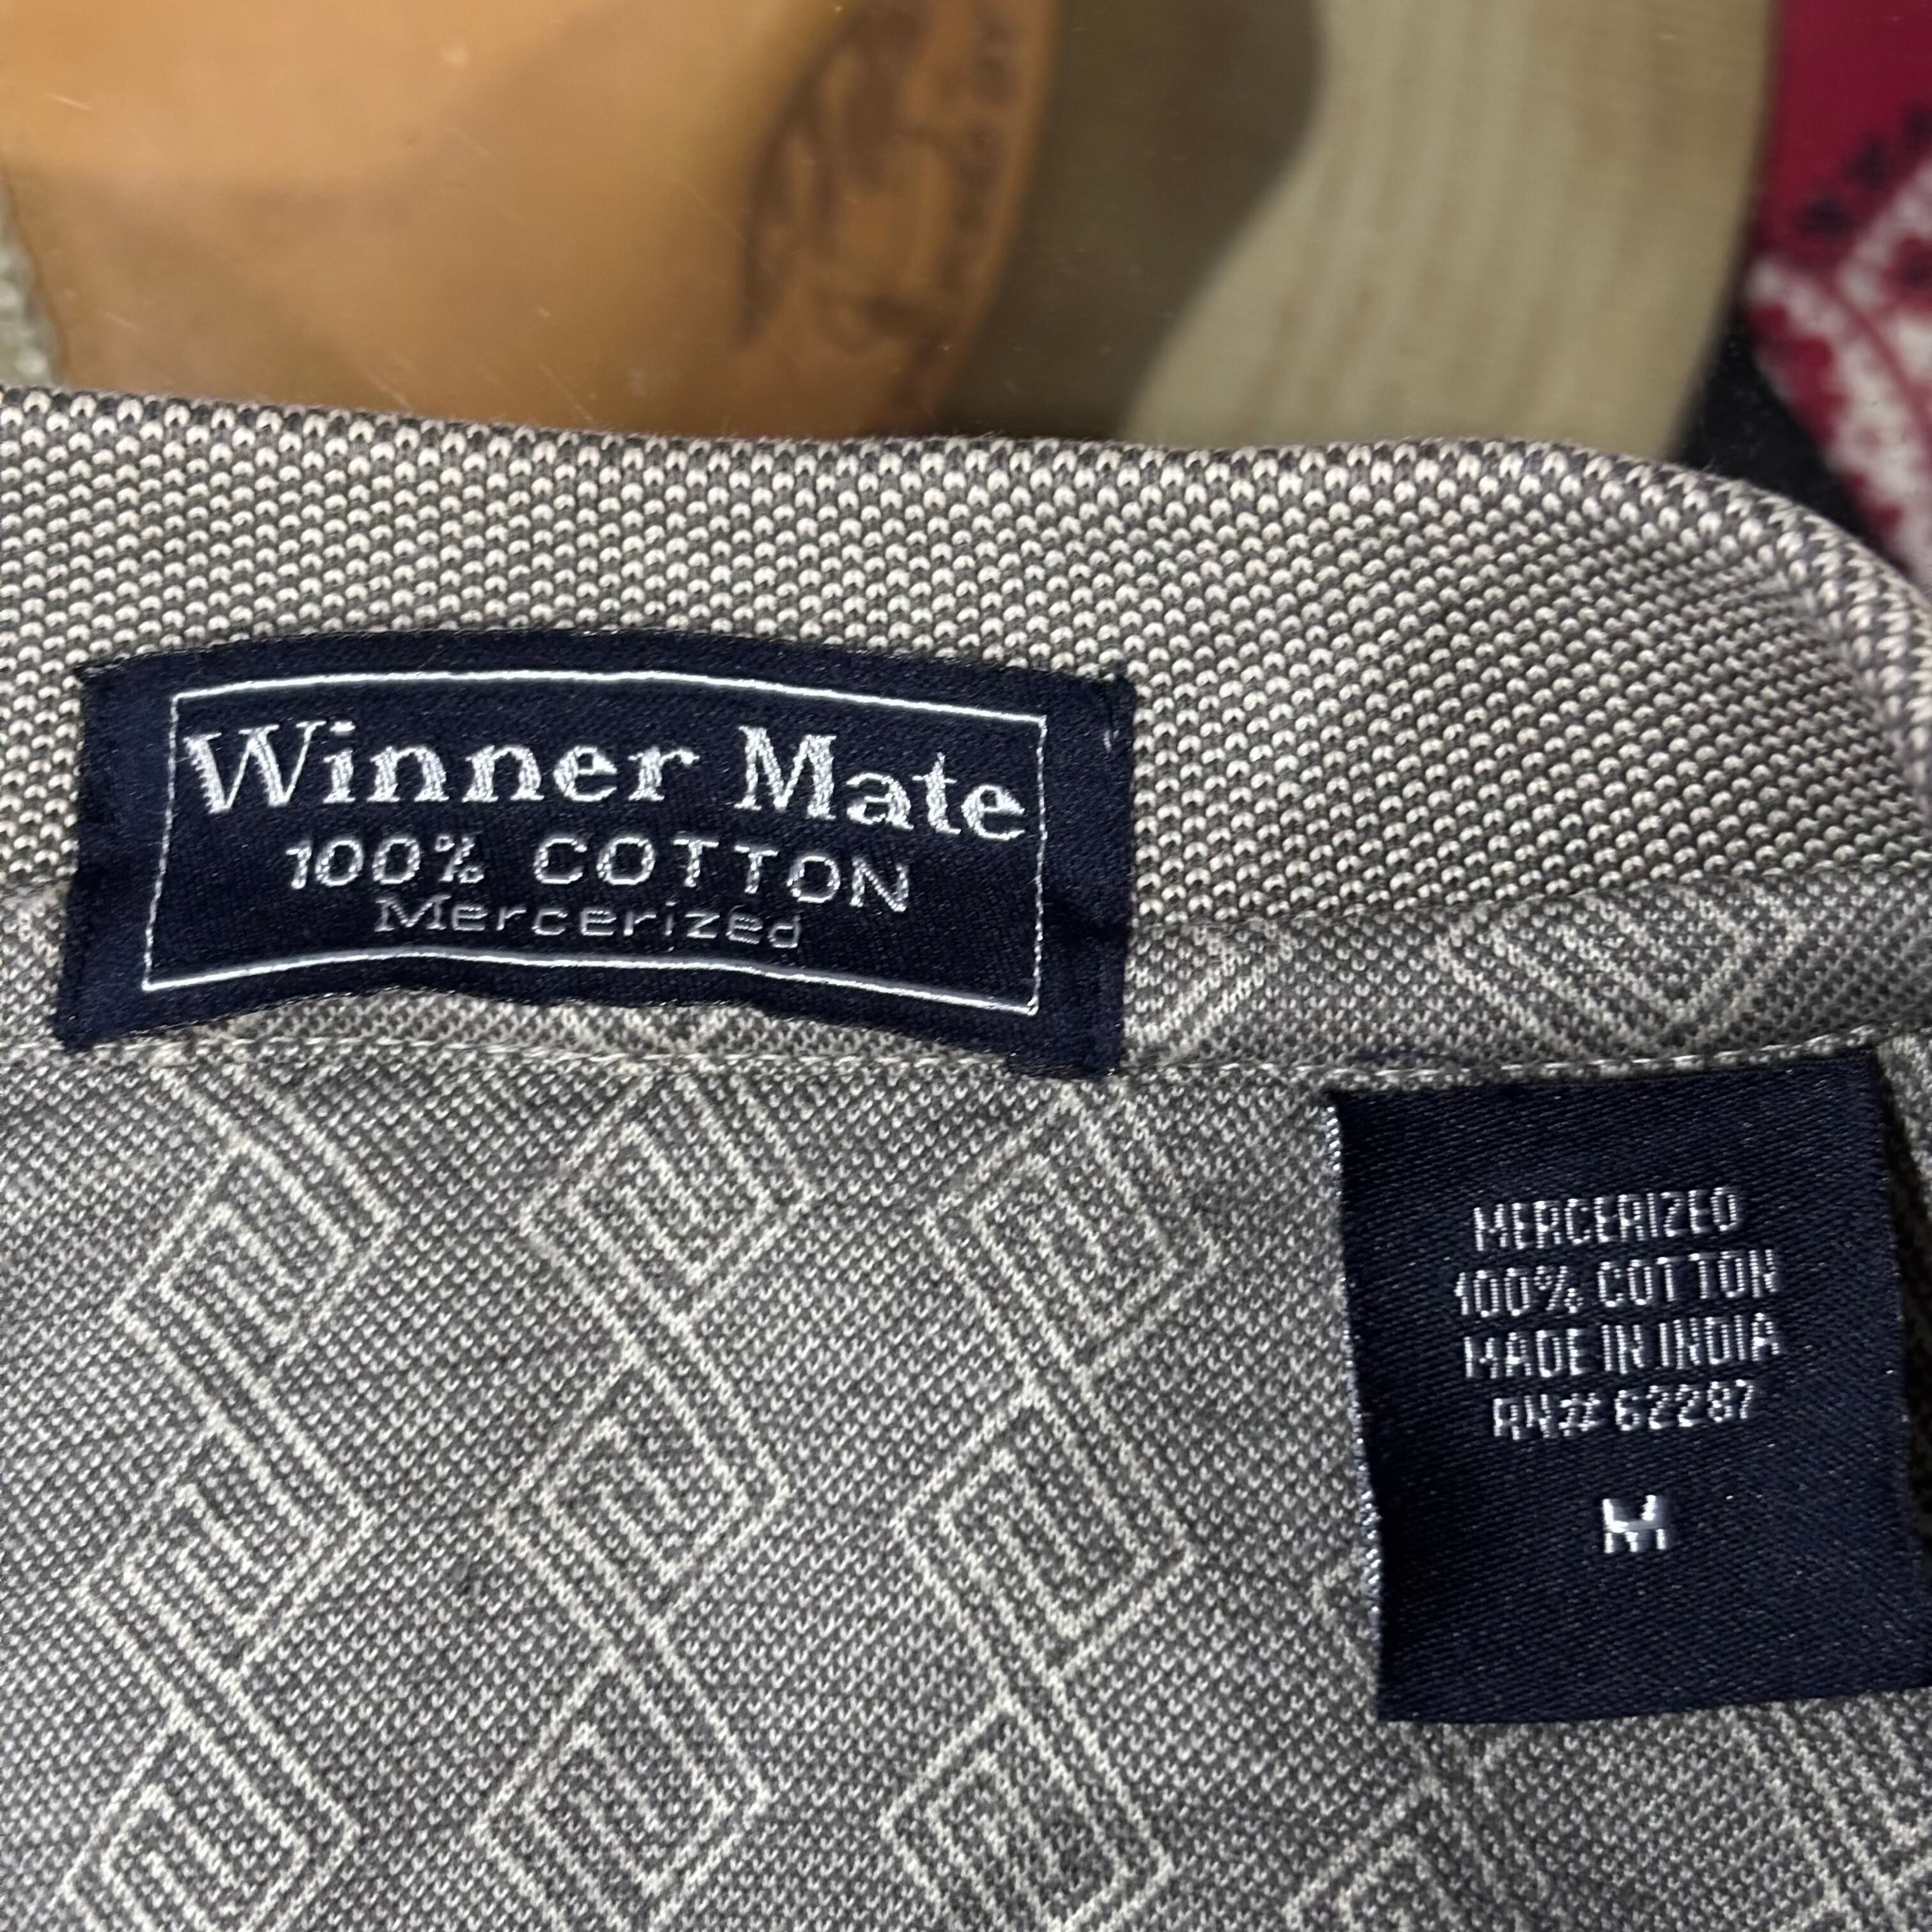 Winner Mate
100% COTTON
Mercerized
MERCERIZED
100% COTTON
MADE IN INDIA
RN# 62287
M